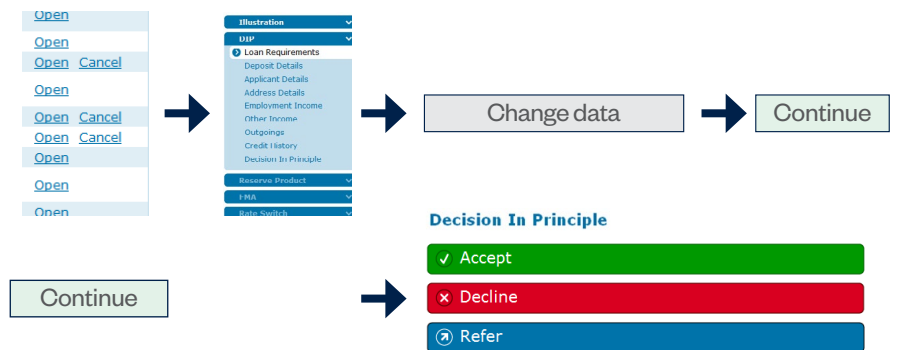 Open
Open
Open Cancel
Open
Open Cancel
Open Cancel
Open
Open
Open
Illustration
DIP
Loan Requirements
Deposit Details
Applicant Details
Address Details
Employment Income
Other Income
Outgoings
Credit History
Decision In Principle
Reserve Product
FMA
Rate Switch
Change data
Continue
Continue
Decision In Principle
Accept
Decline
Refer